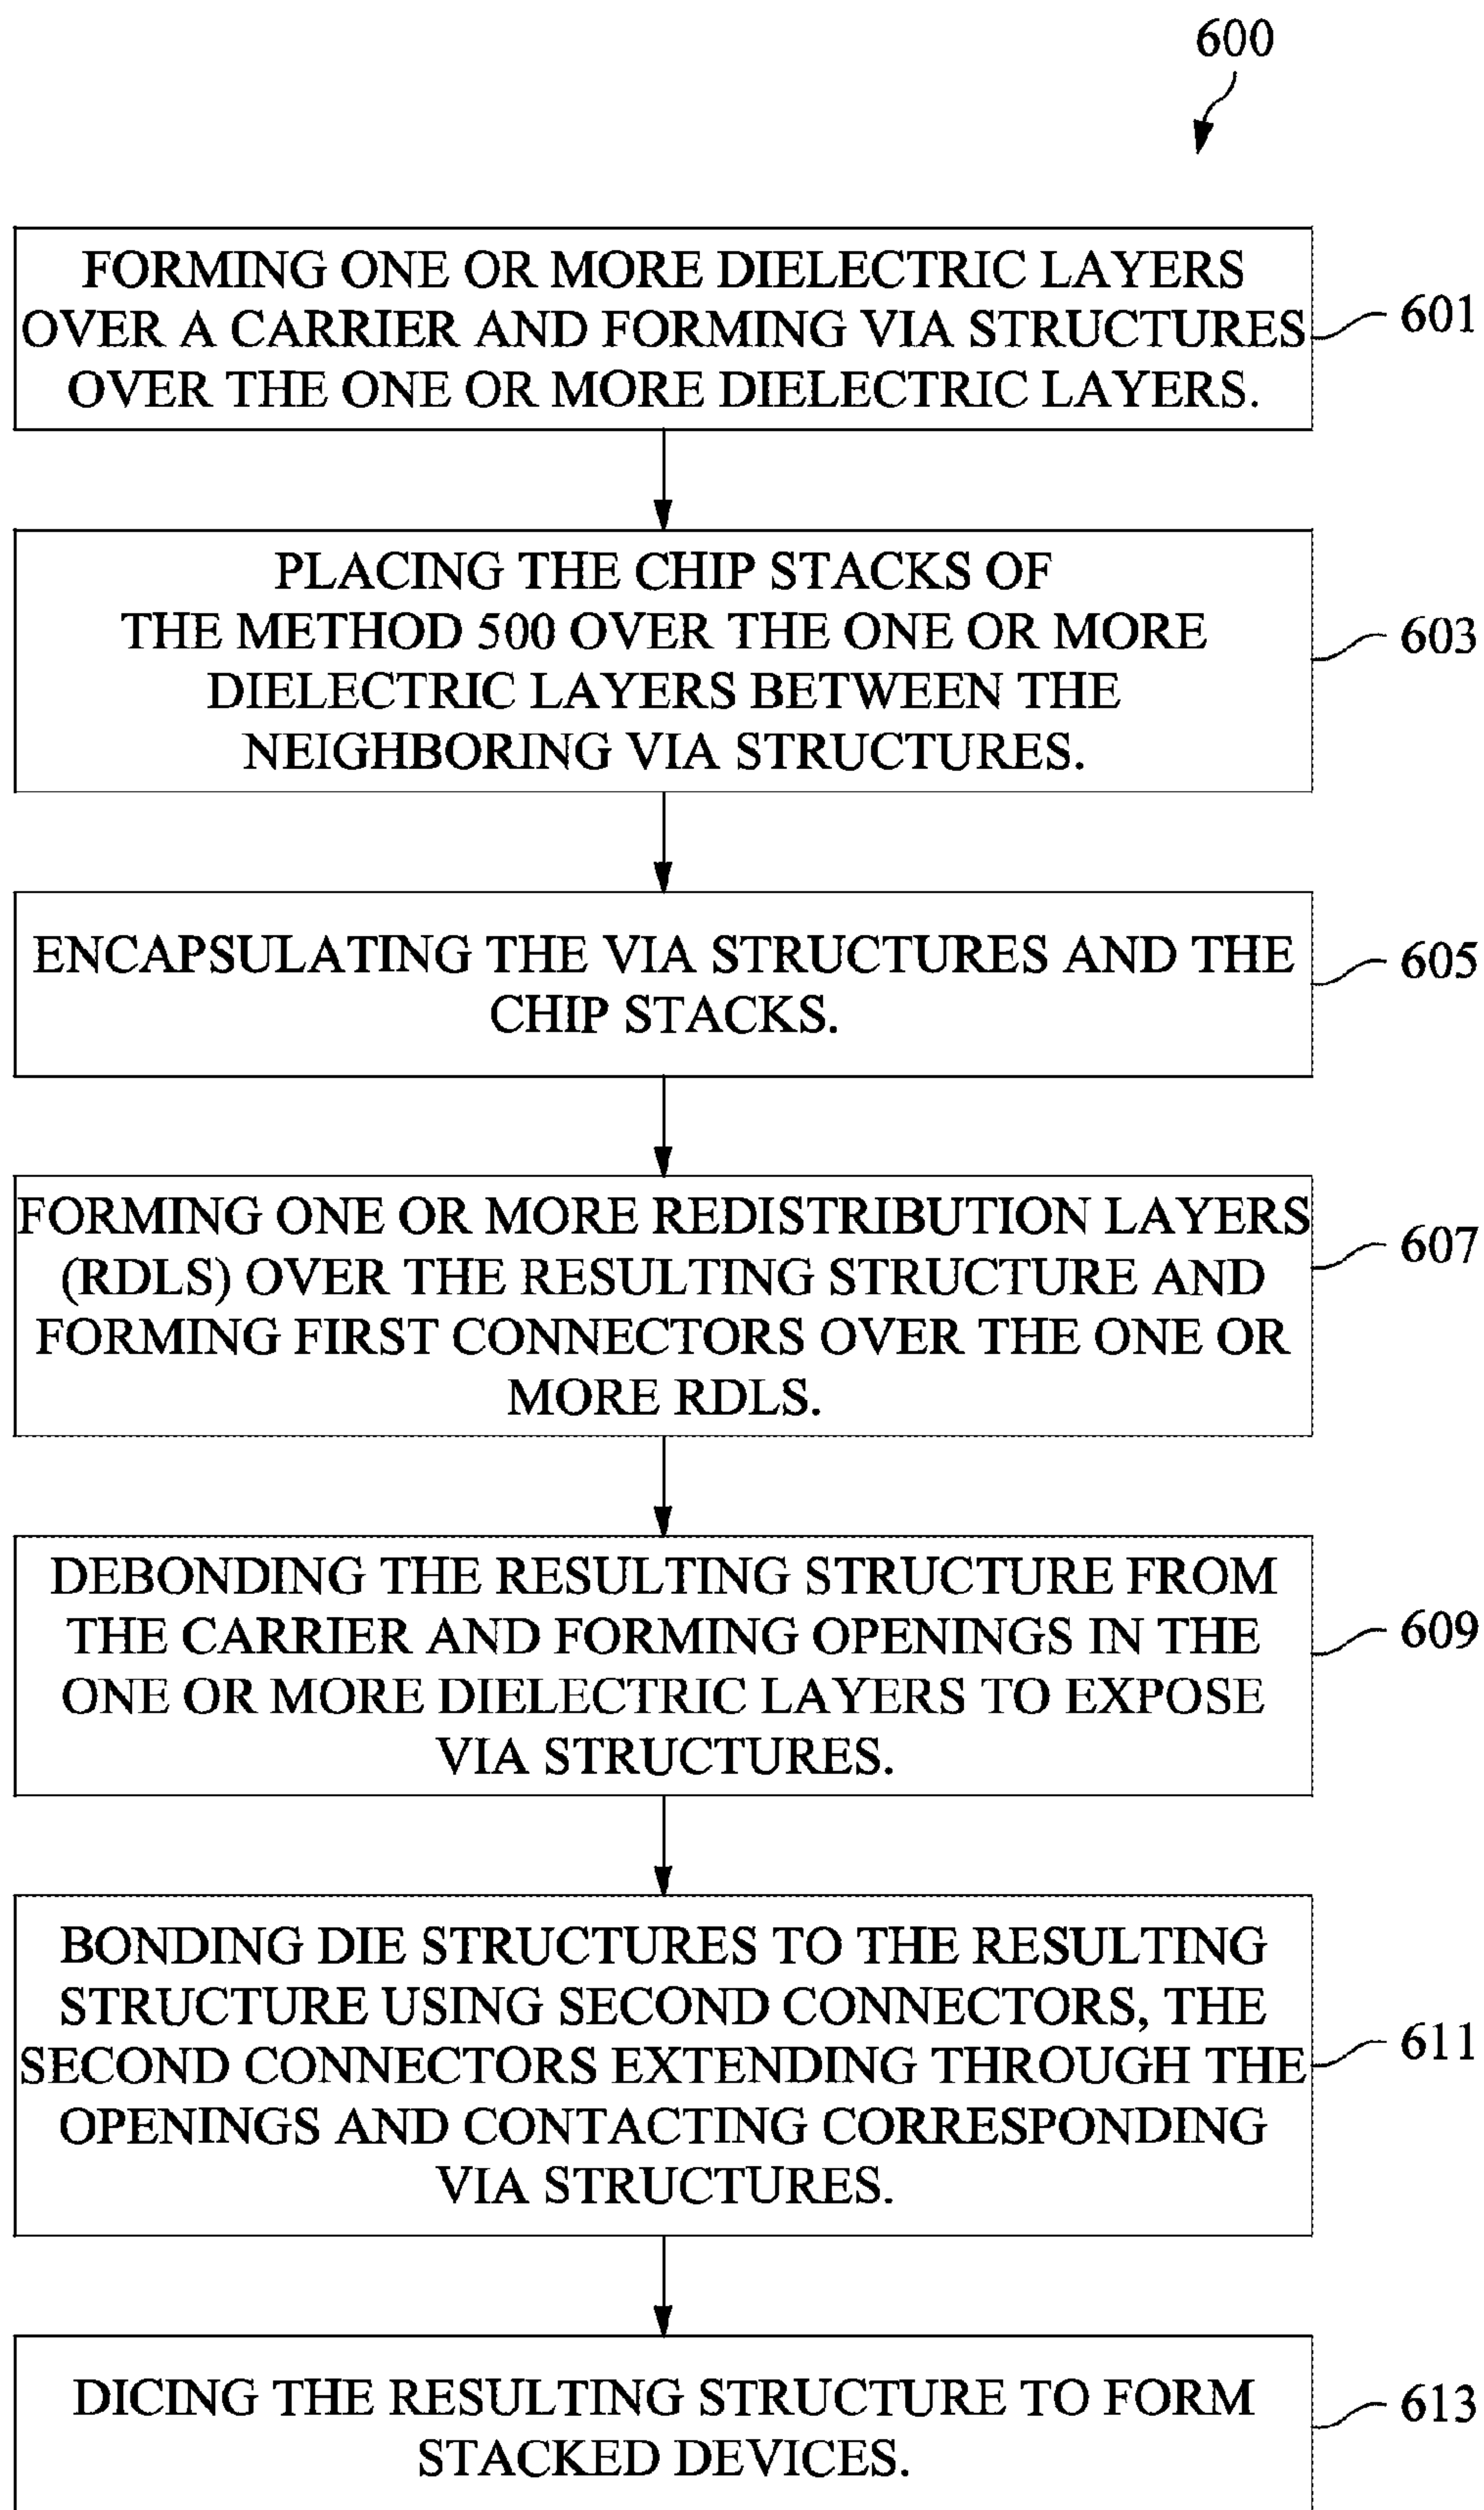 600
FORMING ONE OR MORE DIELECTRIC LAYERS
OVER A CARRIER AND FORMING VIA STRUCTURES
OVER THE ONE OR MORE DIELECTRIC LAYERS.
601
PLACING THE CHIP STACKS OF
THE METHOD 500 OVER THE ONE OR MORE
DIELECTRIC LAYERS BETWEEN THE
NEIGHBORING VIA STRUCTURES.
603
ENCAPSULATING THE VIA STRUCTURES AND THE
CHIP STACKS.
605
FORMING ONE OR MORE REDISTRIBUTION LAYERS
(RDLS) OVER THE RESULTING STRUCTURE AND
FORMING FIRST CONNECTORS OVER THE ONE OR
MORE RDLS.
607
DEBONDING THE RESULTING STRUCTURE FROM
THE CARRIER AND FORMING OPENINGS IN THE
ONE OR MORE DIELECTRIC LAYERS TO EXPOSE
VIA STRUCTURES.
609
BONDING DIE STRUCTURES TO THE RESULTING
STRUCTURE USING SECOND CONNECTORS, THE
SECOND CONNECTORS EXTENDING THROUGH THE
OPENINGS AND CONTACTING CORRESPONDING
VIA STRUCTURES.
611
DICING THE RESULTING STRUCTURE TO FORM
STACKED DEVICES.
613